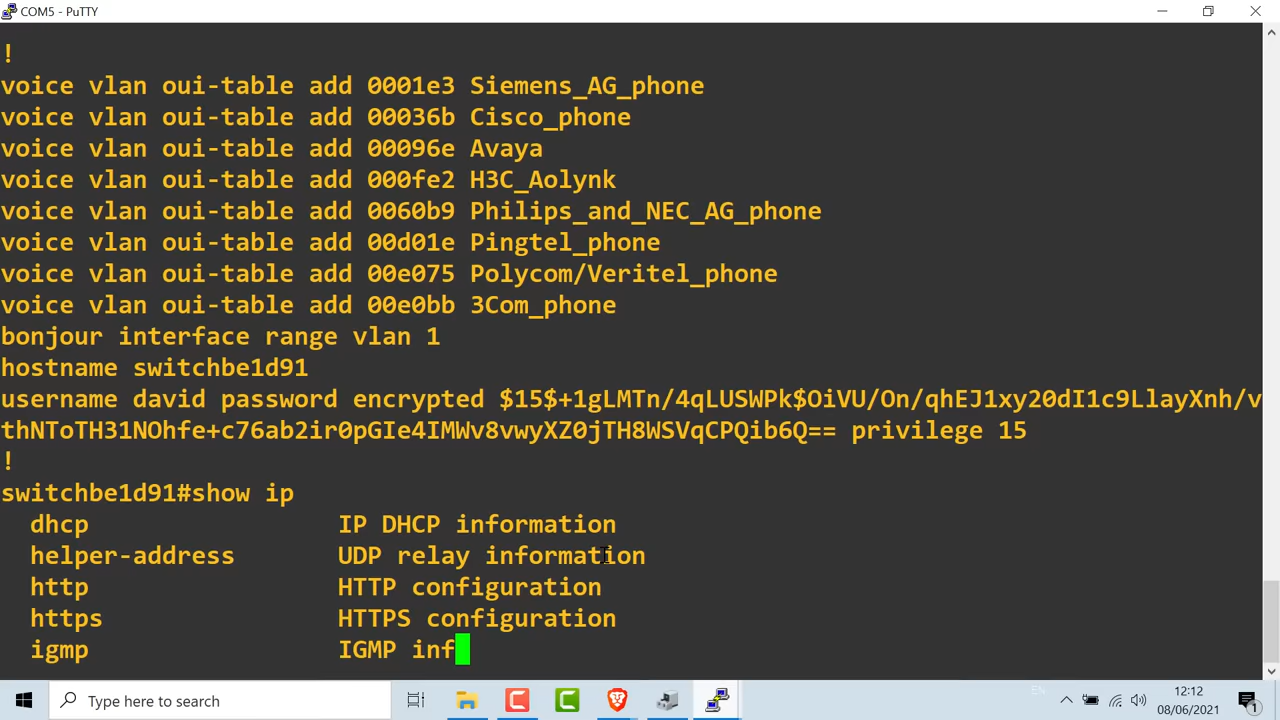 COM5 - PuTTY
!
voice vlan oui-table add 0001e3 Siemens_AG_phone
voice vlan oui-table add 00036b Cisco_phone
voice vlan oui-table add 00096e Avaya
voice vlan oui-table add 000fe2 H3C_Aolynk
voice vlan oui-table add 0060b9 Philips_and_NEC_AG_phone
voice vlan oui-table add 00d01e Pingtel_phone
voice vlan oui-table add 00e075 Polycom/Veritel_phone
voice vlan oui-table add 00e0bb 3Com_phone
bonjour interface range vlan 1
hostname switchbe1d91
username david password encrypted $15$+1gLMTn/4qLUSWPk$OiVU/On/qhEJ1xy20dI1c9LlayXnh/v
thNToTH31NOhfe+c76ab2ir0pGIe4IMWv8vwyXZ0jTH8WSVqCPQib6Q== privilege 15
!
switchbe1d91#show ip
dhcp IP DHCP information
helper-address UDP relay information
http HTTP configuration
https HTTPS configuration
igmp IGMP inf
Type here to search
EN
12:12
08/06/2021
1